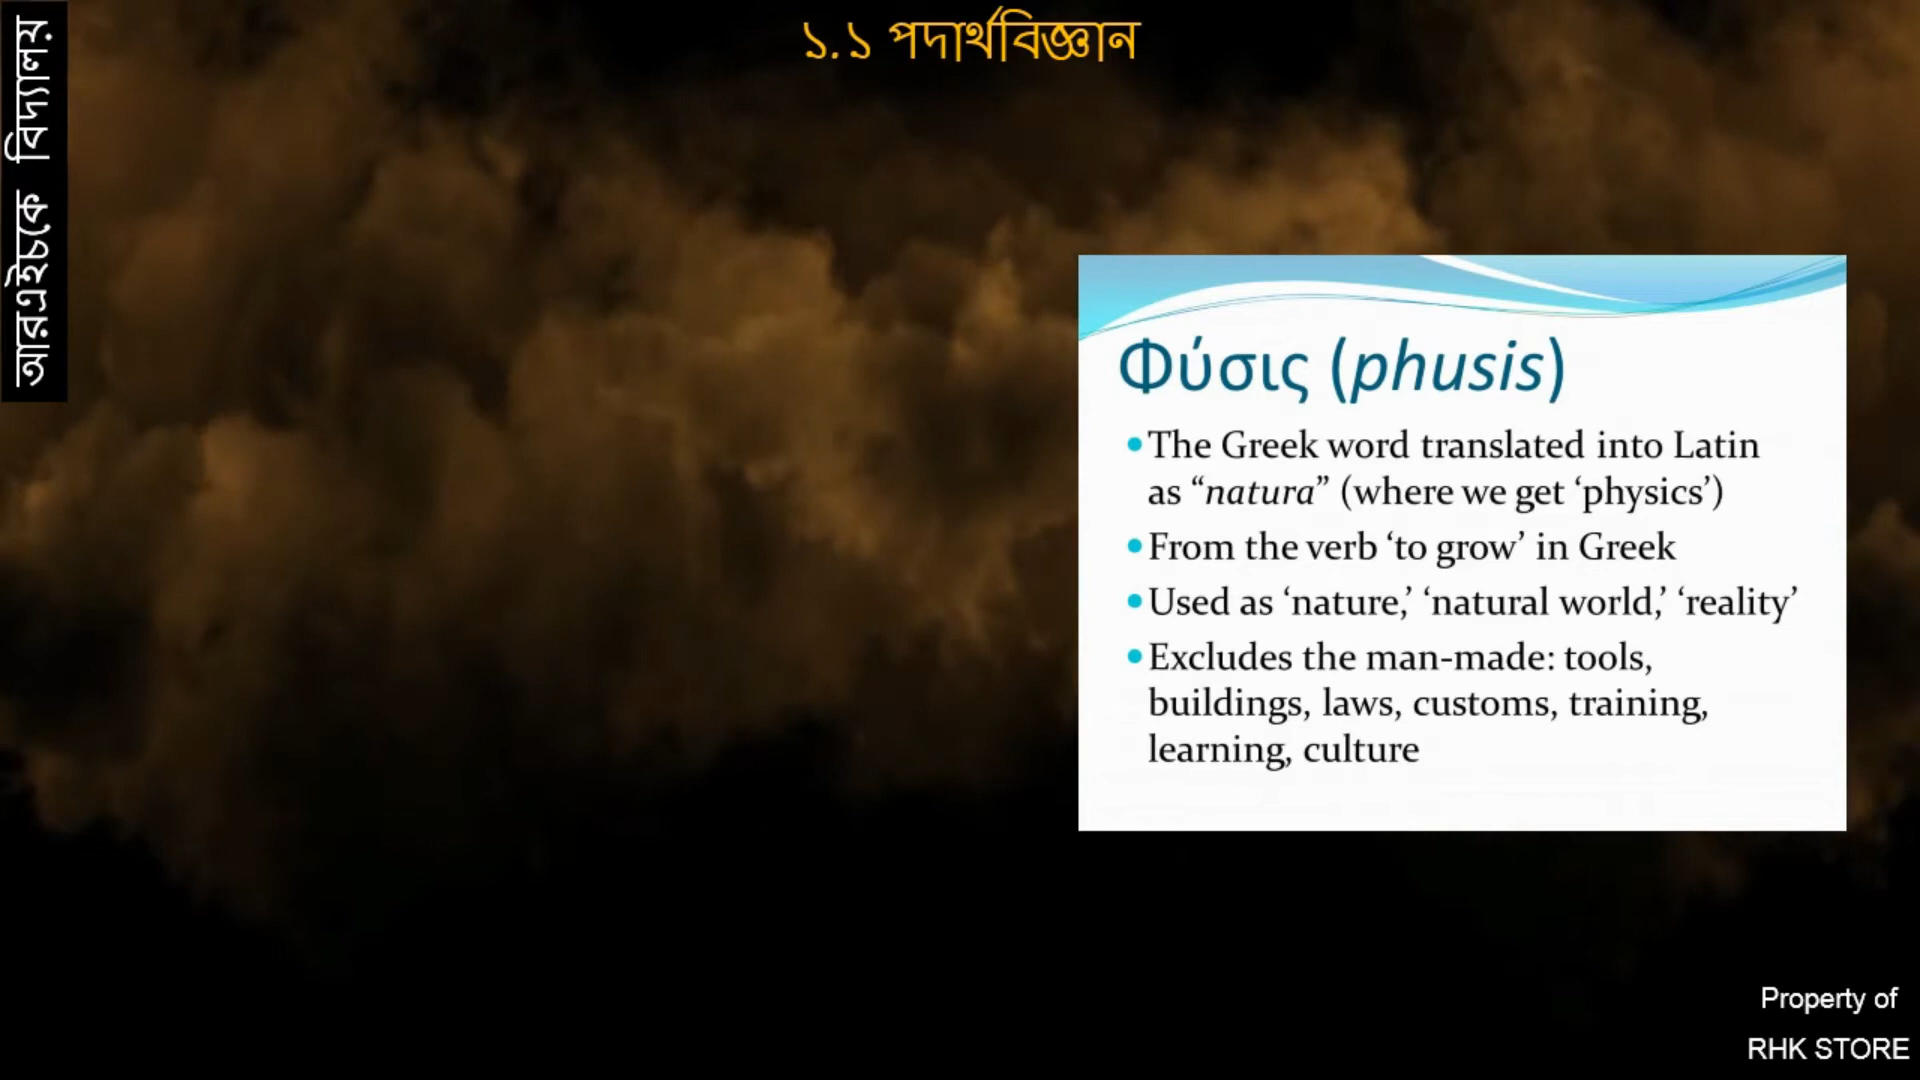 ১.১ পদার্থবিজ্ঞান
আরএইচকে বিদ্যালয়
Φύσις (phusis)
•The Greek word translated into Latin
as “natura” (where we get ‘physics’)
•From the verb ‘to grow’ in Greek
•Used as ‘nature,’ ‘natural world,’ ‘reality’
•Excludes the man-made: tools,
buildings, laws, customs, training,
learning, culture
Property of
RHK STORE